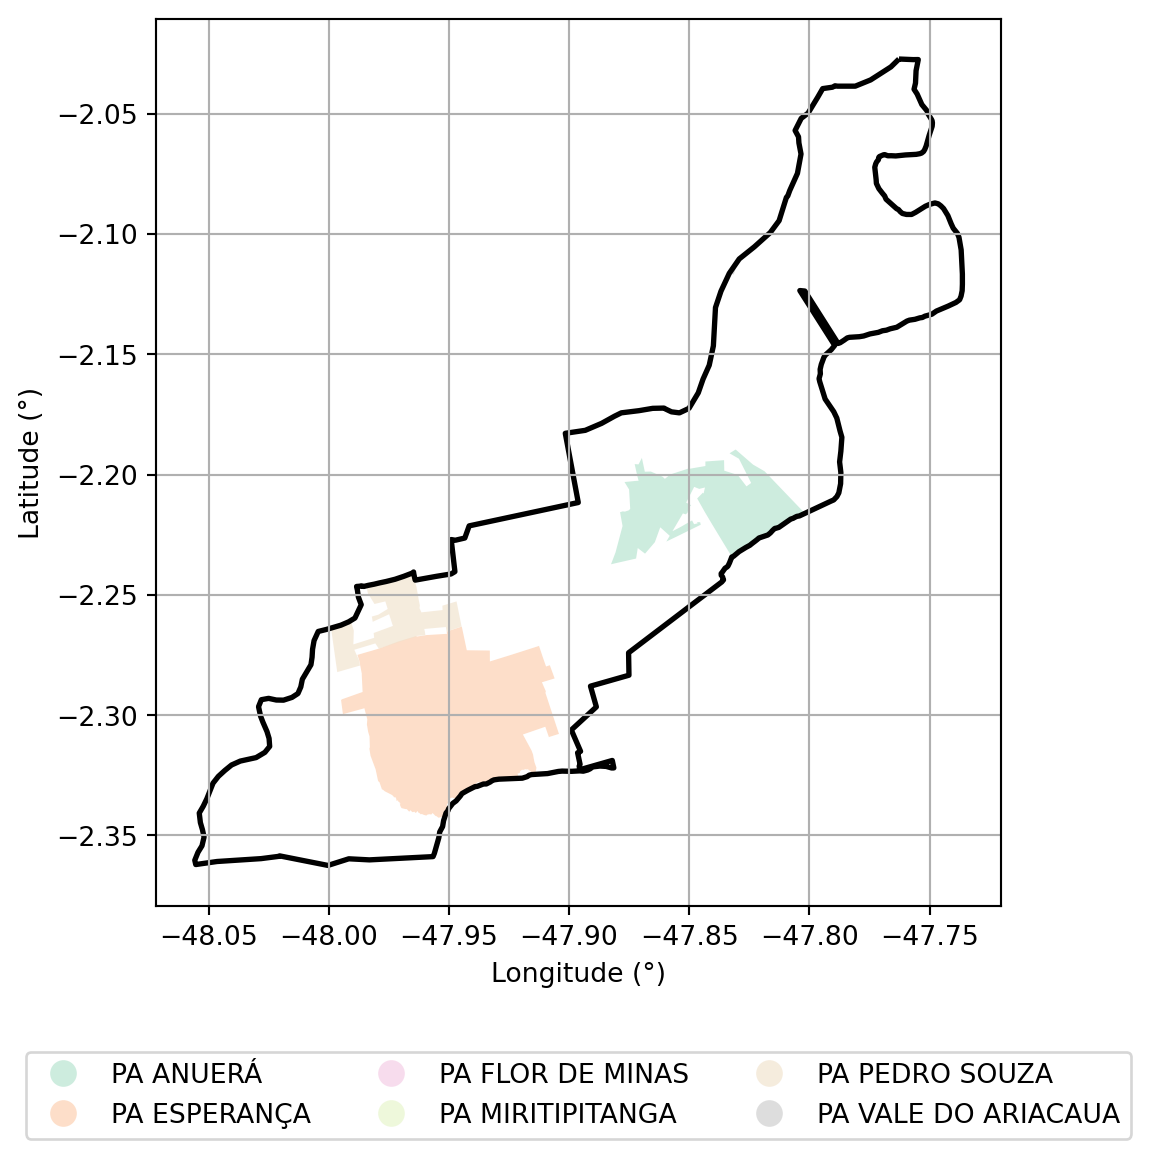 −2.05
−2.10
−2.15
−2.20
−2.25
−2.30
−2.35
Latitude (°)
−48.05 −48.00 −47.95 −47.90 −47.85 −47.80 −47.75
Longitude (°)
PA ANUERÁ PA FLOR DE MINAS PA PEDRO SOUZA
PA ESPERANÇA PA MIRITIPITANGA PA VALE DO ARIACAUA